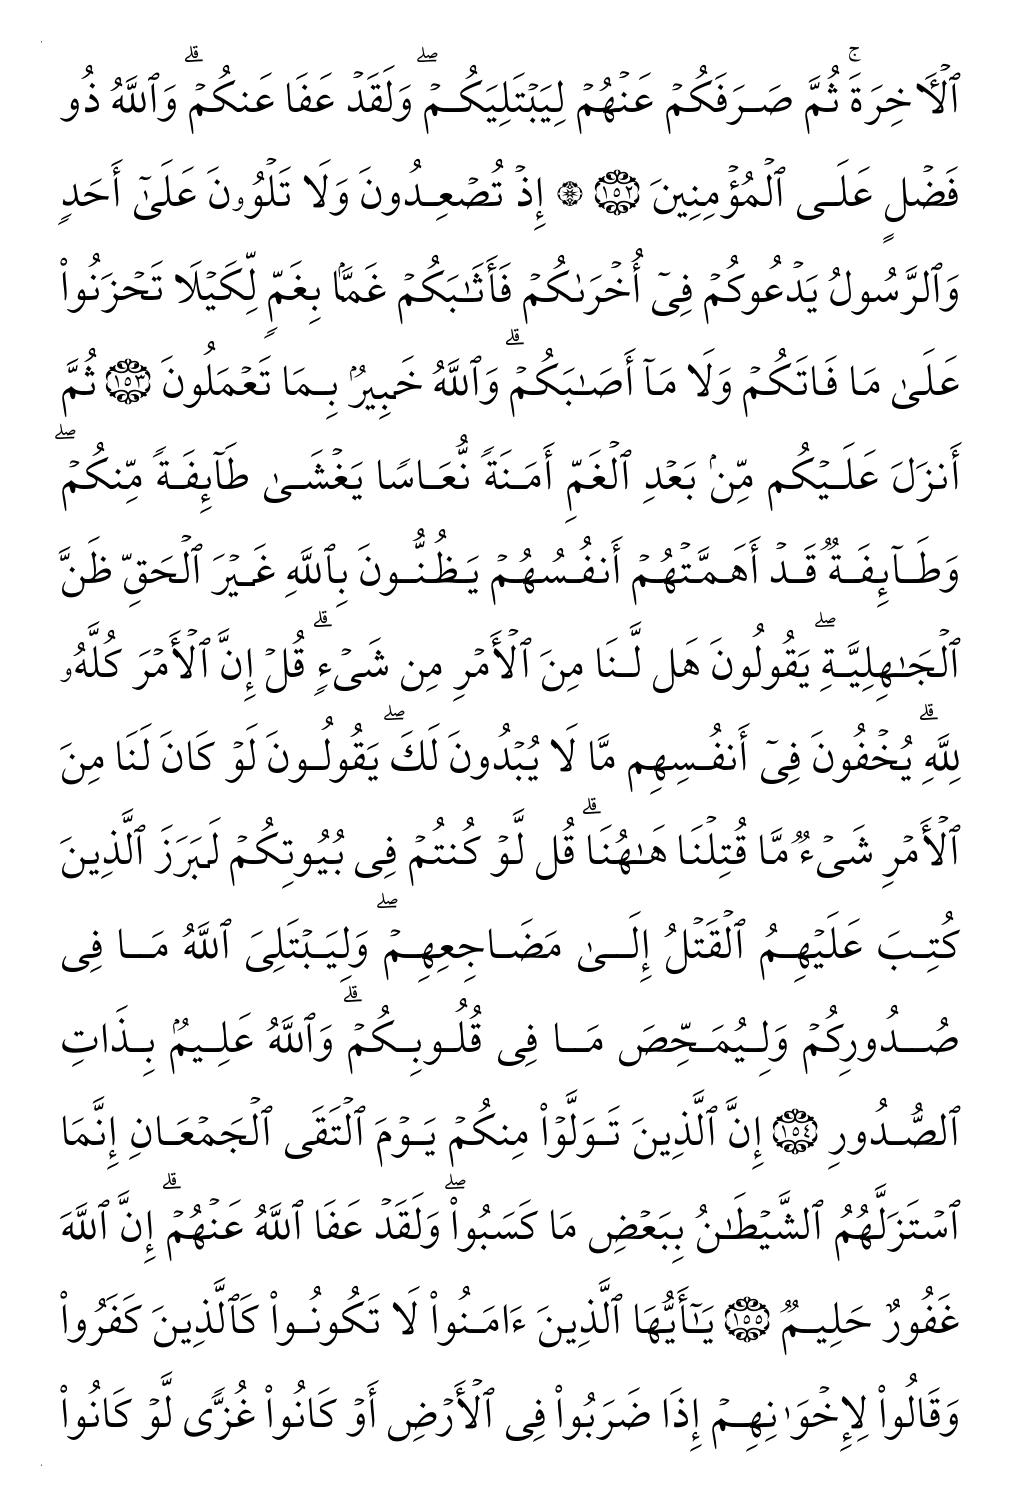 ٱلۡأٓخِرَةَۚ ثُمَّ صَرَفَكُمۡ عَنۡهُمۡ لِيَبۡتَلِيَكُمۡۖ وَلَقَدۡ عَفَا عَنكُمۡۗ وَٱللَّهُ ذُو
فَضۡلٍ عَلَى ٱلۡمُؤۡمِنِينَ ١٥٢ ۞ إِذۡ تُصۡعِدُونَ وَلَا تَلۡوُۥنَ عَلَىٰٓ أَحَدٍ
وَٱلرَّسُولُ يَدۡعُوكُمۡ فِيٓ أُخۡرَىٰكُمۡ فَأَثَٰبَكُمۡ غَمَّۢا بِغَمٍّ لِّكَيۡلَا تَحۡزَنُواْ
عَلَىٰ مَا فَاتَكُمۡ وَلَا مَآ أَصَٰبَكُمۡۗ وَٱللَّهُ خَبِيرُۢ بِمَا تَعۡمَلُونَ ١٥٣ ثُمَّ
أَنزَلَ عَلَيۡكُم مِّنۢ بَعۡدِ ٱلۡغَمِّ أَمَنَةً نُّعَاسًا يَغۡشَىٰ طَآئِفَةً مِّنكُمۡۖ
وَطَآئِفَةٌ قَدۡ أَهَمَّتۡهُمۡ أَنفُسُهُمۡ يَظُنُّونَ بِٱللَّهِ غَيۡرَ ٱلۡحَقِّ ظَنَّ
ٱلۡجَٰهِلِيَّةِۖ يَقُولُونَ هَل لَّنَا مِنَ ٱلۡأَمۡرِ مِن شَيۡءٍۗ قُلۡ إِنَّ ٱلۡأَمۡرَ كُلَّهُۥ
لِلَّهِۗ يُخۡفُونَ فِيٓ أَنفُسِهِم مَّا لَا يُبۡدُونَ لَكَۖ يَقُولُونَ لَوۡ كَانَ لَنَا مِنَ
ٱلۡأَمۡرِ شَيۡءٌ مَّا قُتِلۡنَا هَٰهُنَاۗ قُل لَّوۡ كُنتُمۡ فِي بُيُوتِكُمۡ لَبَرَزَ ٱلَّذِينَ
كُتِبَ عَلَيۡهِمُ ٱلۡقَتۡلُ إِلَىٰ مَضَاجِعِهِمۡۖ وَلِيَبۡتَلِيَ ٱللَّهُ مَا فِي
صُدُورِكُمۡ وَلِيُمَحِّصَ مَا فِي قُلُوبِكُمۡۗ وَٱللَّهُ عَلِيمُۢ بِذَاتِ
ٱلصُّدُورِ ١٥٤ إِنَّ ٱلَّذِينَ تَوَلَّوۡاْ مِنكُمۡ يَوۡمَ ٱلۡتَقَى ٱلۡجَمۡعَانِ إِنَّمَا
ٱسۡتَزَلَّهُمُ ٱلشَّيۡطَٰنُ بِبَعۡضِ مَا كَسَبُواْۖ وَلَقَدۡ عَفَا ٱللَّهُ عَنۡهُمۡۗ إِنَّ ٱللَّهَ
غَفُورٌ حَلِيمٌ ١٥٥ يَٰٓأَيُّهَا ٱلَّذِينَ ءَامَنُواْ لَا تَكُونُواْ كَٱلَّذِينَ كَفَرُواْ
وَقَالُواْ لِإِخۡوَٰنِهِمۡ إِذَا ضَرَبُواْ فِي ٱلۡأَرۡضِ أَوۡ كَانُواْ غُزًّى لَّوۡ كَانُواْ